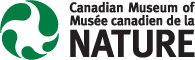 Canadian Museum of
Musée canadien de la
NATURE